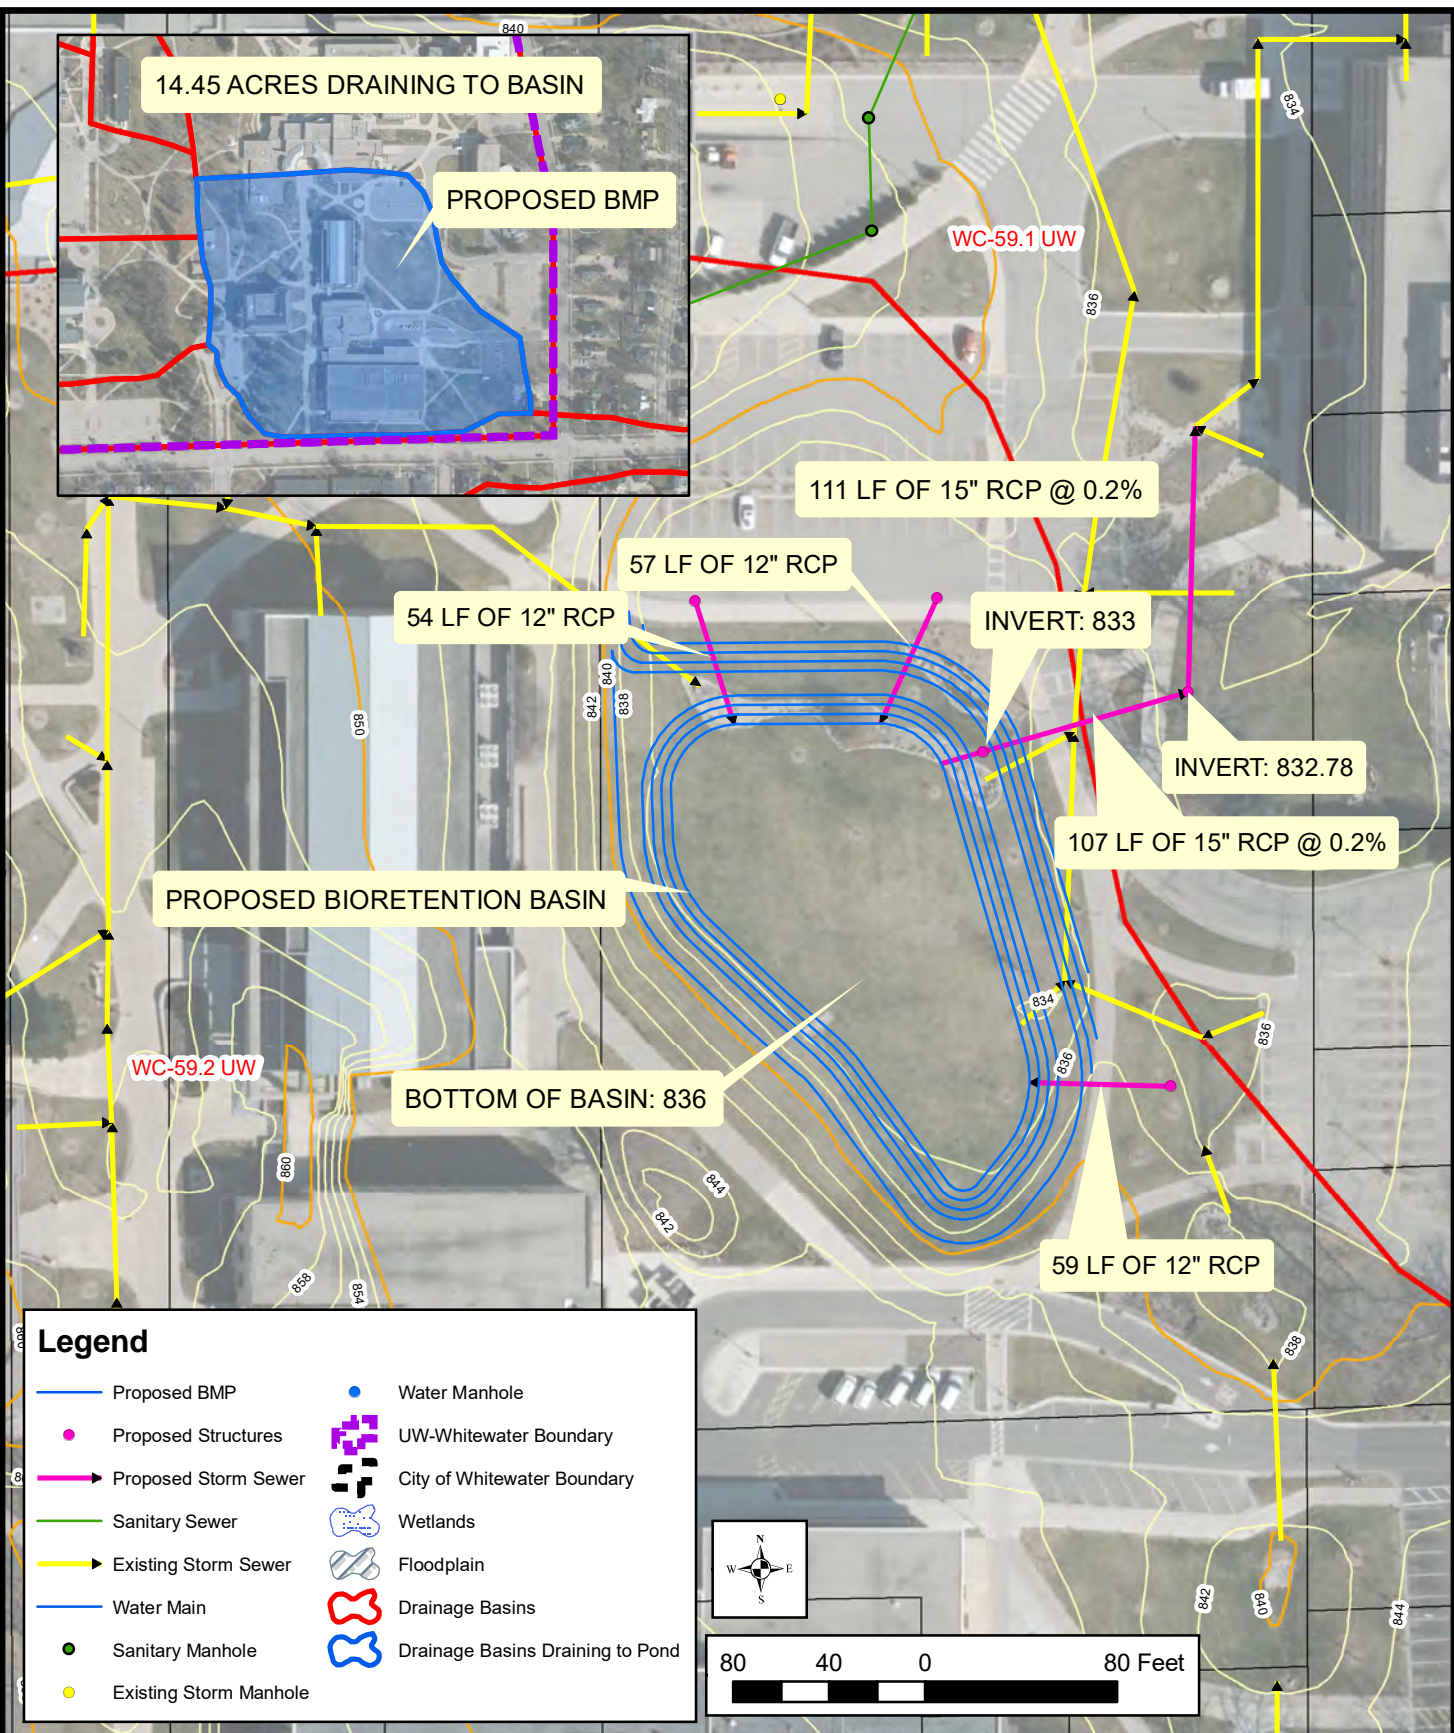 840
14.45 ACRES DRAINING TO BASIN
PROPOSED BMP
834
WC-59.1 UW
836
111 LF OF 15" RCP @ 0.2%
57 LF OF 12" RCP
54 LF OF 12" RCP
INVERT: 833
840
842
838
850
INVERT: 832.78
107 LF OF 15" RCP @ 0.2%
PROPOSED BIORETENTION BASIN
834
836
836
WC-59.2 UW
BOTTOM OF BASIN: 836
860
844
842
59 LF OF 12" RCP
858
854
838
Legend
Proposed BMP
Proposed Structures
Proposed Storm Sewer
Sanitary Sewer
Existing Storm Sewer
Water Main
Sanitary Manhole
Existing Storm Manhole
Water Manhole
UW-Whitewater Boundary
City of Whitewater Boundary
Wetlands
Floodplain
Drainage Basins
Drainage Basins Draining to Pond
N
W E
S
842
840
844
80 40 0 80 Feet